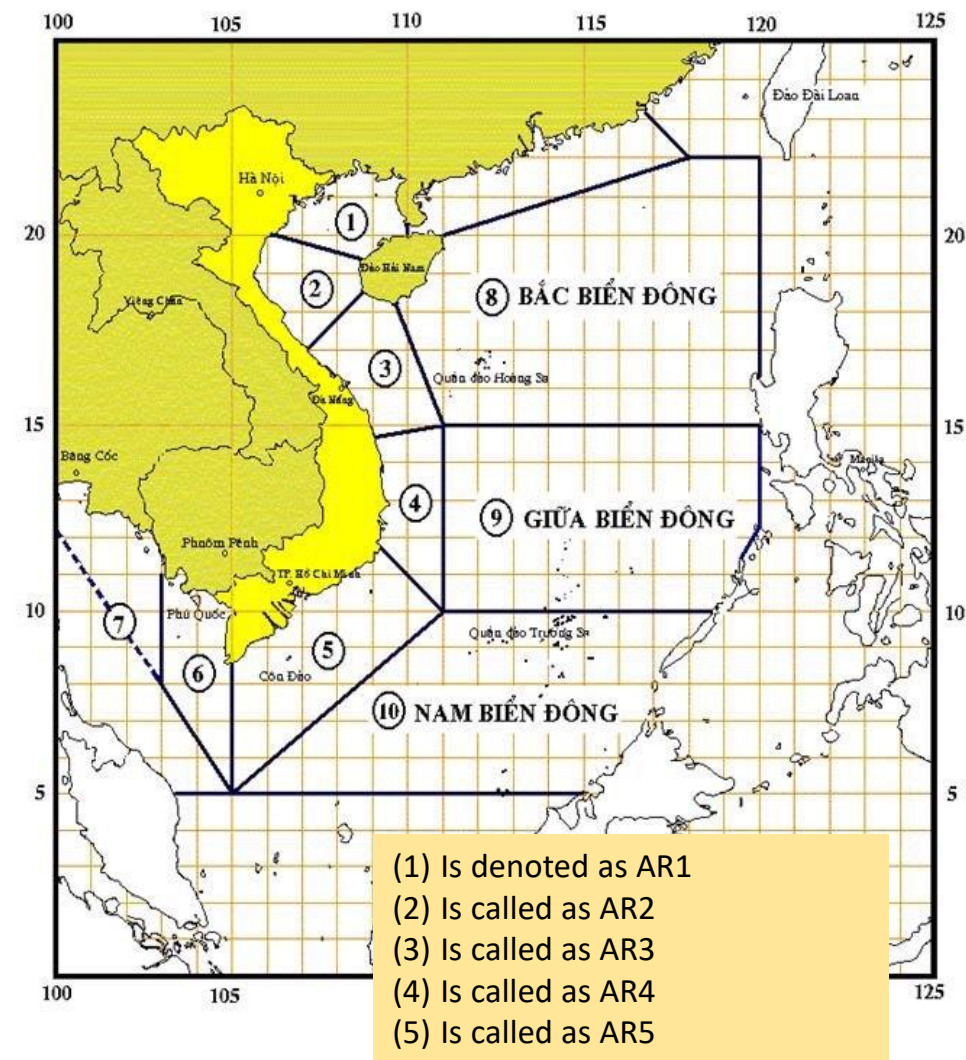 100 105 110 115 120 125
Đảo Đài Loan
Hà Nội
①
20 20
Đảo Hải Nam
②
⑧ BẮC BIỂN ĐÔNG
Viêng Chăn
③
Quần đảo Hoàng Sa
Đà Nẵng
15 15
Băng Cốc
Manila
④
⑨ GIỮA BIỂN ĐÔNG
Phnôm Pênh
TP. Hồ Chí Minh
10 10
Phú Quốc
⑦
Quần đảo Trường Sa
⑤
⑥
Côn Đảo
⑩ NAM BIỂN ĐÔNG
5 5
(1) Is denoted as AR1
(2) Is called as AR2
(3) Is called as AR3
(4) Is called as AR4
(5) Is called as AR5
100 105 125